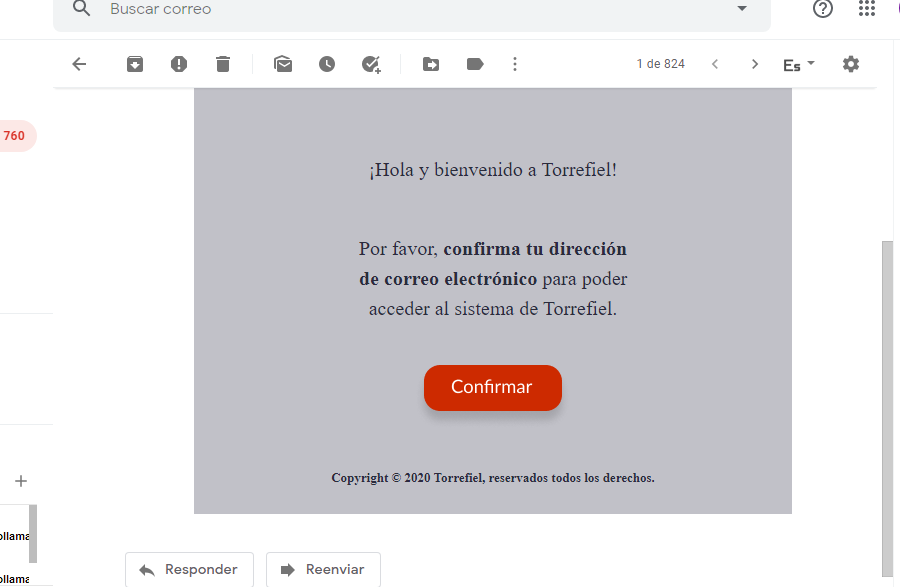 Buscar correo
1 de 824
Es
760
¡Hola y bienvenido a Torrefiel!
Por favor, confirma tu dirección
de correo electrónico para poder
acceder al sistema de Torrefiel.
Confirmar
Copyright © 2020 Torrefiel, reservados todos los derechos.
ollama
ollama
Responder
Reenviar